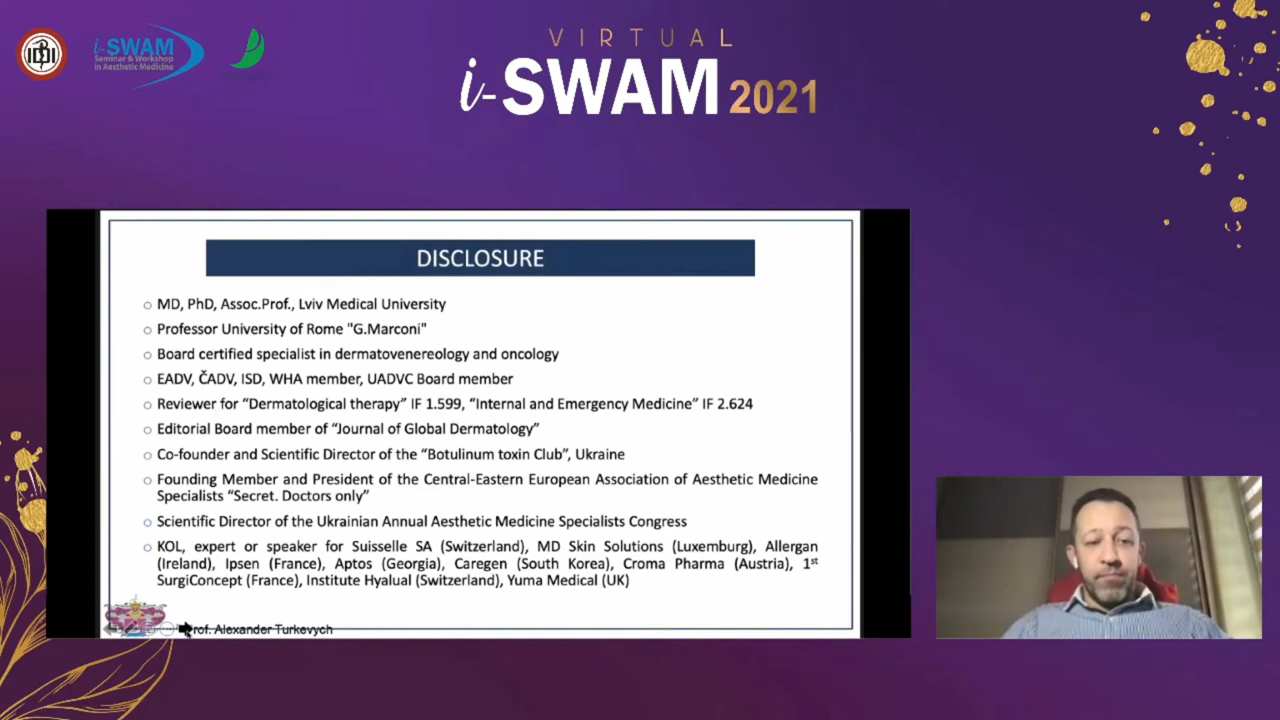 i-SWAM
Seminar & Workshop
in Aesthetic Medicine
VIRTUAL
i-SWAM 2021
DISCLOSURE
MD, PhD, Assoc.Prof., Lviv Medical University
Professor University of Rome "G.Marconi"
Board certified specialist in dermatovenereology and oncology
EADV, ČADV, ISD, WHA member, UADVC Board member
Reviewer for “Dermatological therapy” IF 1.599, “Internal and Emergency Medicine” IF 2.624
Editorial Board member of “Journal of Global Dermatology”
Co-founder and Scientific Director of the “Botulinum toxin Club”, Ukraine
Founding Member and President of the Central-Eastern European Association of Aesthetic Medicine
Specialists “Secret. Doctors only”
Scientific Director of the Ukrainian Annual Aesthetic Medicine Specialists Congress
KOL, expert or speaker for Suisselle SA (Switzerland), MD Skin Solutions (Luxemburg), Allergan
(Ireland), Ipsen (France), Aptos (Georgia), Caregen (South Korea), Croma Pharma (Austria), 1st
SurgiConcept (France), Institute Hyalual (Switzerland), Yuma Medical (UK)
rof. Alexander Turkevych